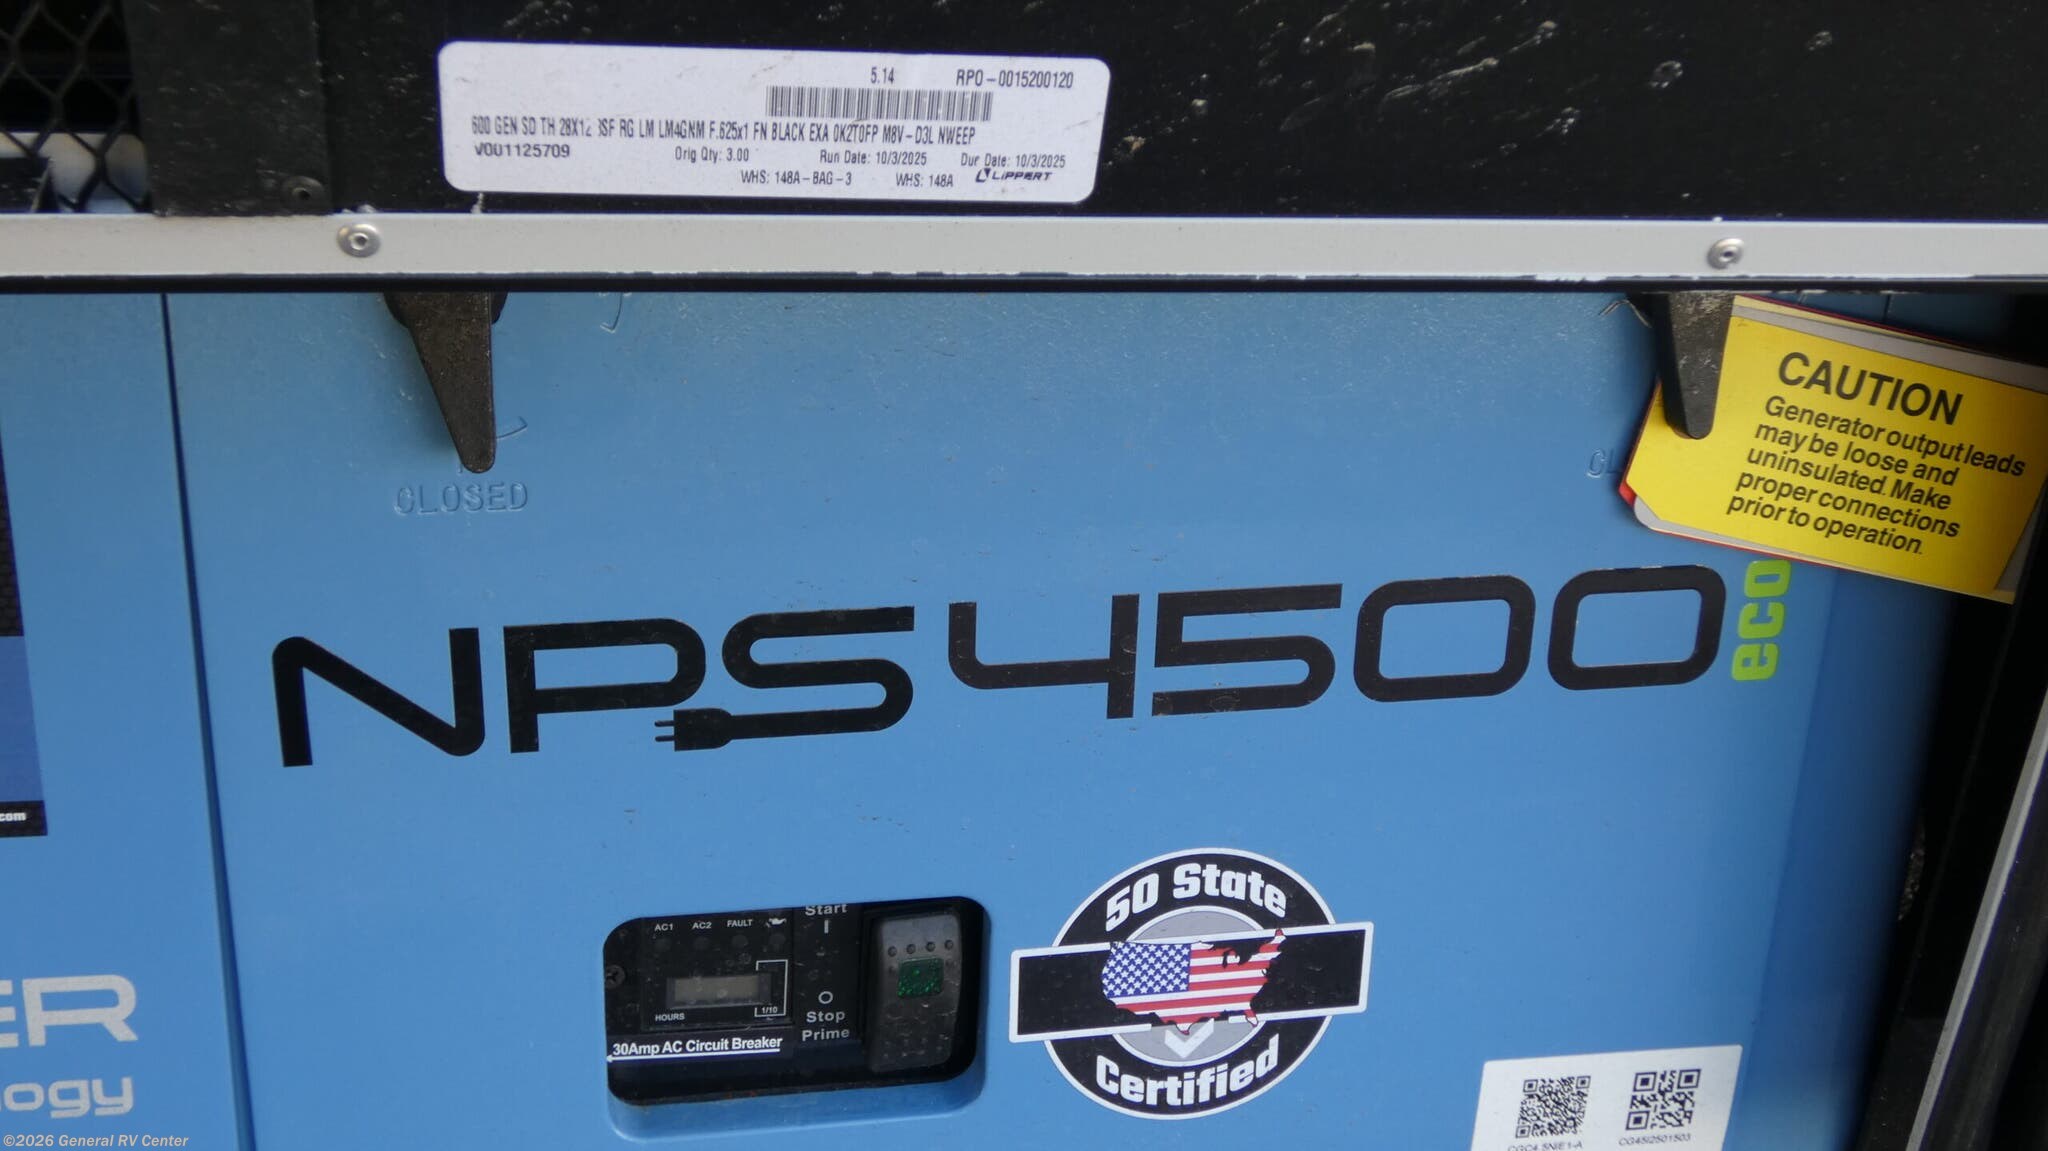 5.14 RPO-0015200120
600 GEN SD TH 28X12 RG LM LM4GNM F.625x1 FN BLACK EXA 0K2T0FP M8V-D3L NWEEP
V001125709 Orig Qty: 3.00 Run Date: 10/3/2025 Dur Date: 10/3/2025
WHS: 148A-BAG-3 WHS: 148A LIPPERT
CAUTION
Generator output leads
may be loose and
uninsulated. Make
proper connections
prior to operation.
CLOSED
CL
NPS4500 eco
.com
50 State
Certified
AC1 AC2 FAULT
Start
HOURS 1/10
Stop
Prime
30Amp AC Circuit Breaker
ER
ogy
CG45I2501503
©2026 General RV Center